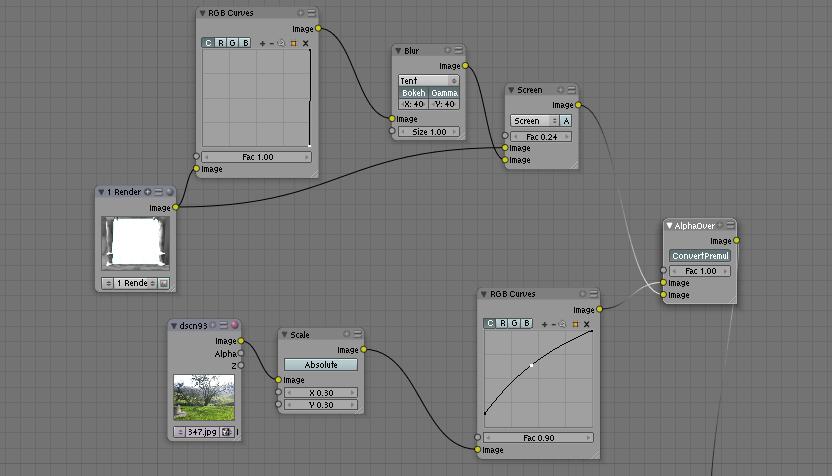 RGB Curves
Image
C R G B
Fac 1.00
Image
Blur
Image
Tent
Bokeh Gamma
X: 40 Y: 40
Image
Size 1.00
Screen
Image
Screen A
Fac 0.24
Image
Image
1 Render
Image
1 Rende
AlphaOver
Image
ConvertPremul
Fac 1.00
Image
Image
dscn93
Image
Alpha
Z
347.jpg
Scale
Image
Absolute
Image
X 0.30
Y 0.30
RGB Curves
Image
C R G B
Fac 0.90
Image